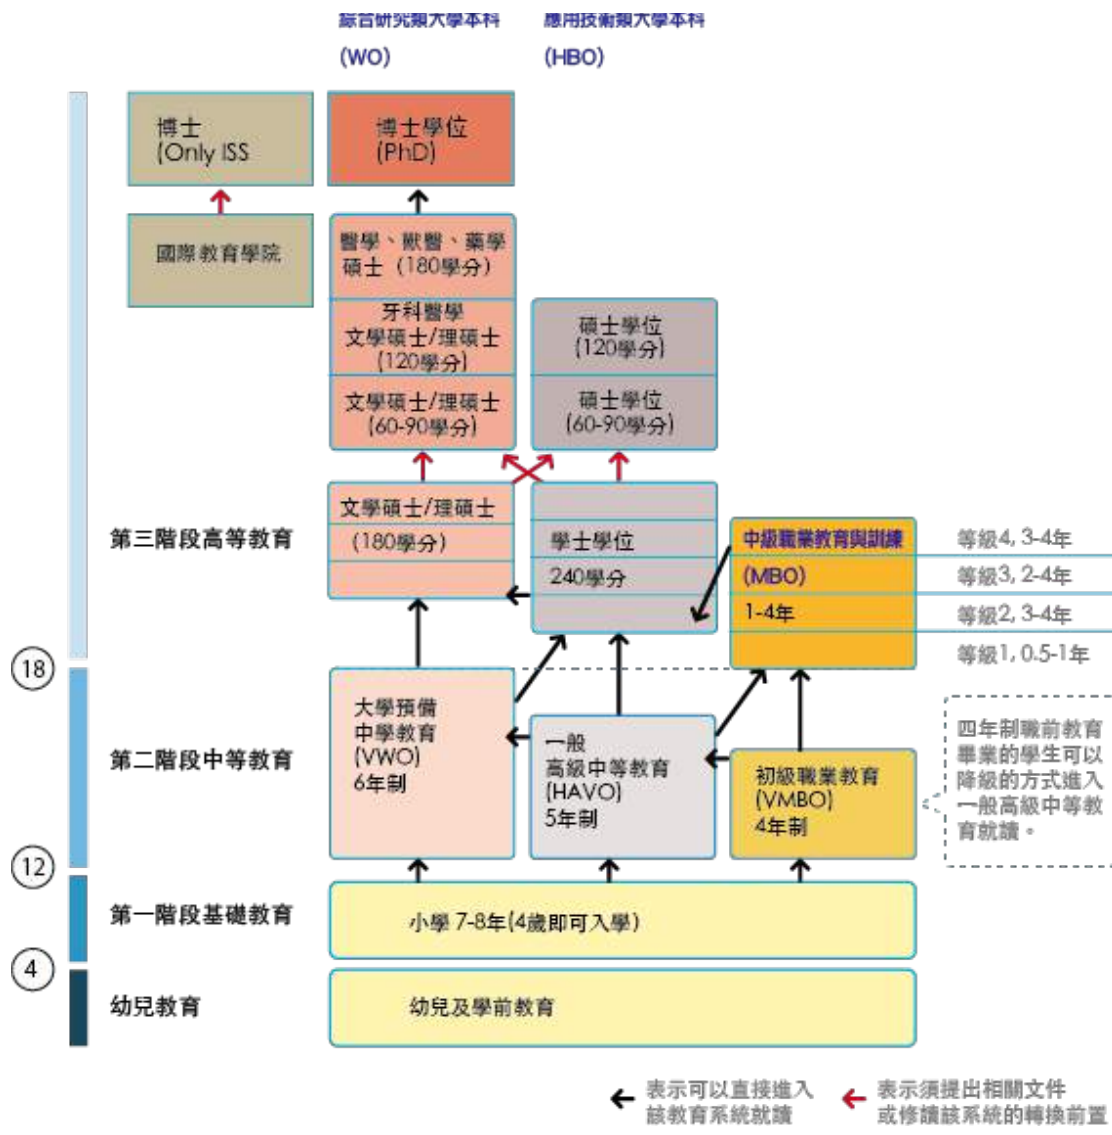 綜合研究類大學本科
(WO)
應用技術類大學本科
(HBO)
博士
(Only ISS
博士學位
(PhD)
國際教育學院
醫學、獸醫、藥學
碩士 (180學分)
牙科醫學
文學碩士/理碩士
(120學分)
文學碩士/理碩士
(60-90學分)
碩士學位
(120學分)
碩士學位
(60-90學分)
第三階段高等教育
文學碩士/理碩士
(180學分)
學士學位
240學分
中級職業教育與訓練
(MBO)
1-4年
等級4, 3-4年
等級3, 2-4年
等級2, 3-4年
等級1, 0.5-1年
18
第二階段中等教育
大學預備
中學教育
(VWO)
6年制
一般
高級中等教育
(HAVO)
5年制
初級職業教育
(VMBO)
4年制
四年制職前教育
畢業的學生可以
降級的方式進入
一般高級中等教
育就讀。
12
第一階段基礎教育
小學 7-8年(4歲即可入學)
4
幼兒教育
幼兒及學前教育
表示可以直接進入
該教育系統就讀
表示須提出相關文件
或修讀該系統的轉換前置